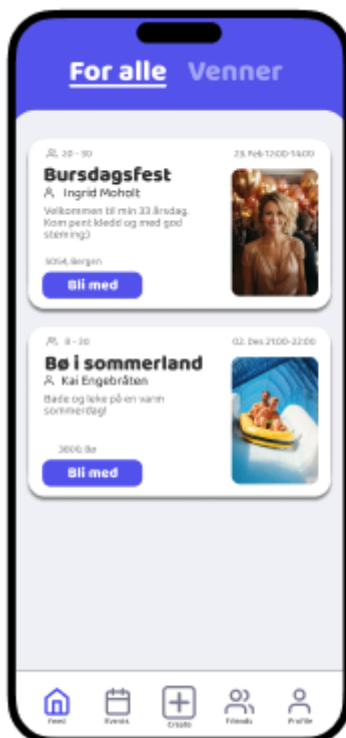 For alle Venner
20 - 30 23. Feb 12:00-14:00
Bursdagsfest
Ingrid Moholt
Velkommen til min 33 årsdag.
Kom pent kledd og med god
steming:)
5054, Bergen
Bli med
8 - 20 02. Des 21:00-22:00
Bø i sommerland
Kai Engebråten
Bade og leke på en varm
sommerdag!
3800, Bø
Bli med
Feed Events Create Friends Profile